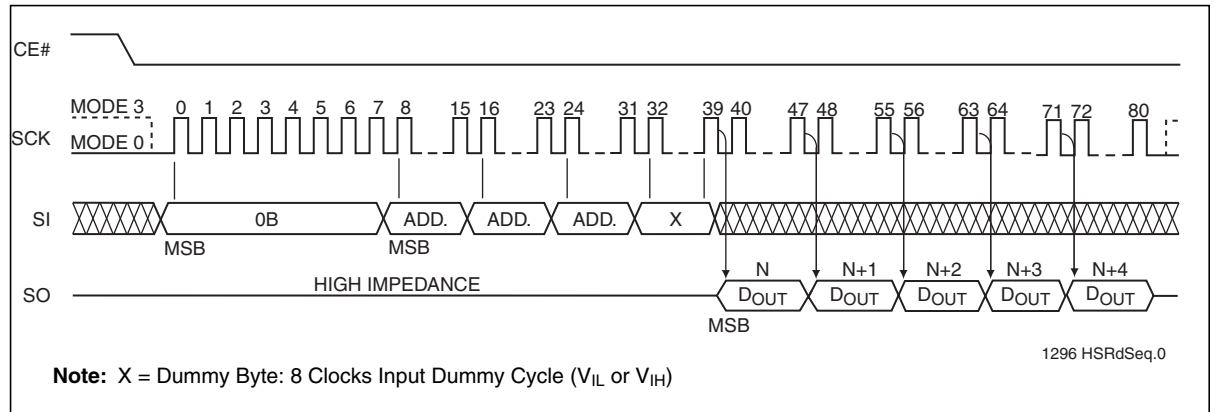 CE#
MODE 3 0 1 2 3 4 5 6 7 8 15 16 23 24 31 32 39 40 47 48 55 56 63 64 71 72 80
SCK MODE 0
SI 0B ADD. ADD. ADD. X
MSB MSB
N N+1 N+2 N+3 N+4
SO HIGH IMPEDANCE DOUT DOUT DOUT DOUT DOUT
MSB
1296 HSRdSeq.0
Note: X = Dummy Byte: 8 Clocks Input Dummy Cycle (VIL or VIH)